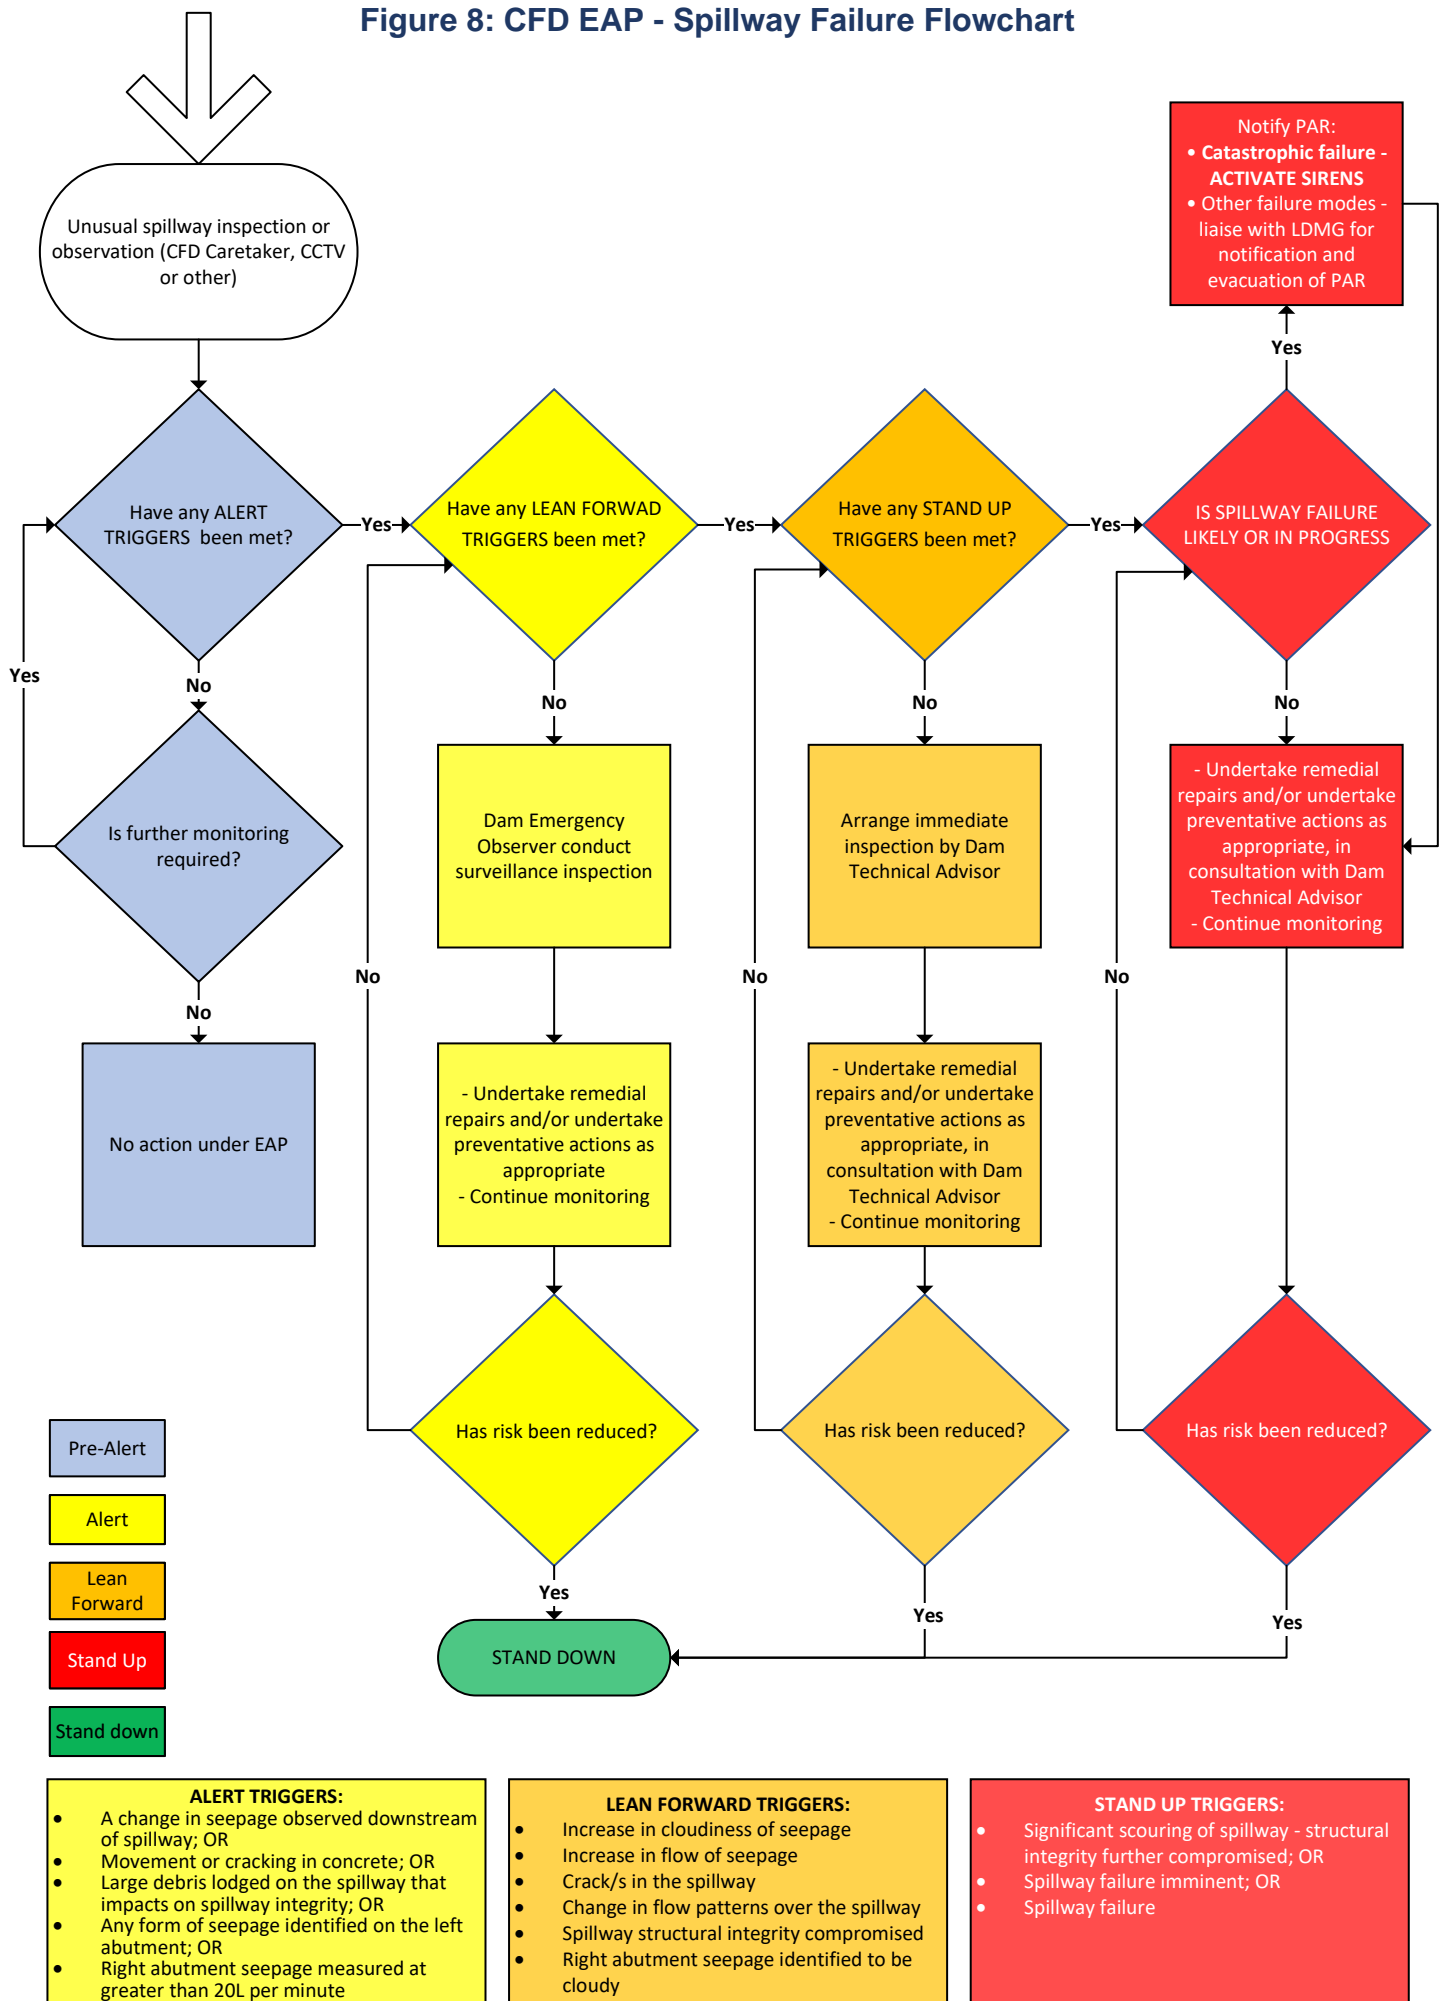 Figure 8: CFD EAP - Spillway Failure Flowchart
Unusual spillway inspection or
observation (CFD Caretaker, CCTV
or other)
Notify PAR:
• Catastrophic failure -
ACTIVATE SIRENS
• Other failure modes -
liaise with LDMG for
notification and
evacuation of PAR
Yes
Have any ALERT
TRIGGERS been met?
Yes
Have any LEAN FORWAD
TRIGGERS been met?
Yes
Have any STAND UP
TRIGGERS been met?
Yes
IS SPILLWAY FAILURE
LIKELY OR IN PROGRESS
Yes
No
No
No
No
Is further monitoring
required?
Dam Emergency
Observer conduct
surveillance inspection
Arrange immediate
inspection by Dam
Technical Advisor
- Undertake remedial
repairs and/or undertake
preventative actions as
appropriate, in
consultation with Dam
Technical Advisor
- Continue monitoring
No
No
No
No
No action under EAP
- Undertake remedial
repairs and/or undertake
preventative actions as
appropriate
- Continue monitoring
- Undertake remedial
repairs and/or undertake
preventative actions as
appropriate, in
consultation with Dam
Technical Advisor
- Continue monitoring
Has risk been reduced?
Has risk been reduced?
Has risk been reduced?
Yes
Yes
Yes
STAND DOWN
Pre-Alert
Alert
Lean
Forward
Stand Up
Stand down
ALERT TRIGGERS:
• A change in seepage observed downstream
of spillway; OR
• Movement or cracking in concrete; OR
• Large debris lodged on the spillway that
impacts on spillway integrity; OR
• Any form of seepage identified on the left
abutment; OR
• Right abutment seepage measured at
greater than 20L per minute
LEAN FORWARD TRIGGERS:
• Increase in cloudiness of seepage
• Increase in flow of seepage
• Crack/s in the spillway
• Change in flow patterns over the spillway
• Spillway structural integrity compromised
• Right abutment seepage identified to be
cloudy
STAND UP TRIGGERS:
• Significant scouring of spillway - structural
integrity further compromised; OR
• Spillway failure imminent; OR
• Spillway failure